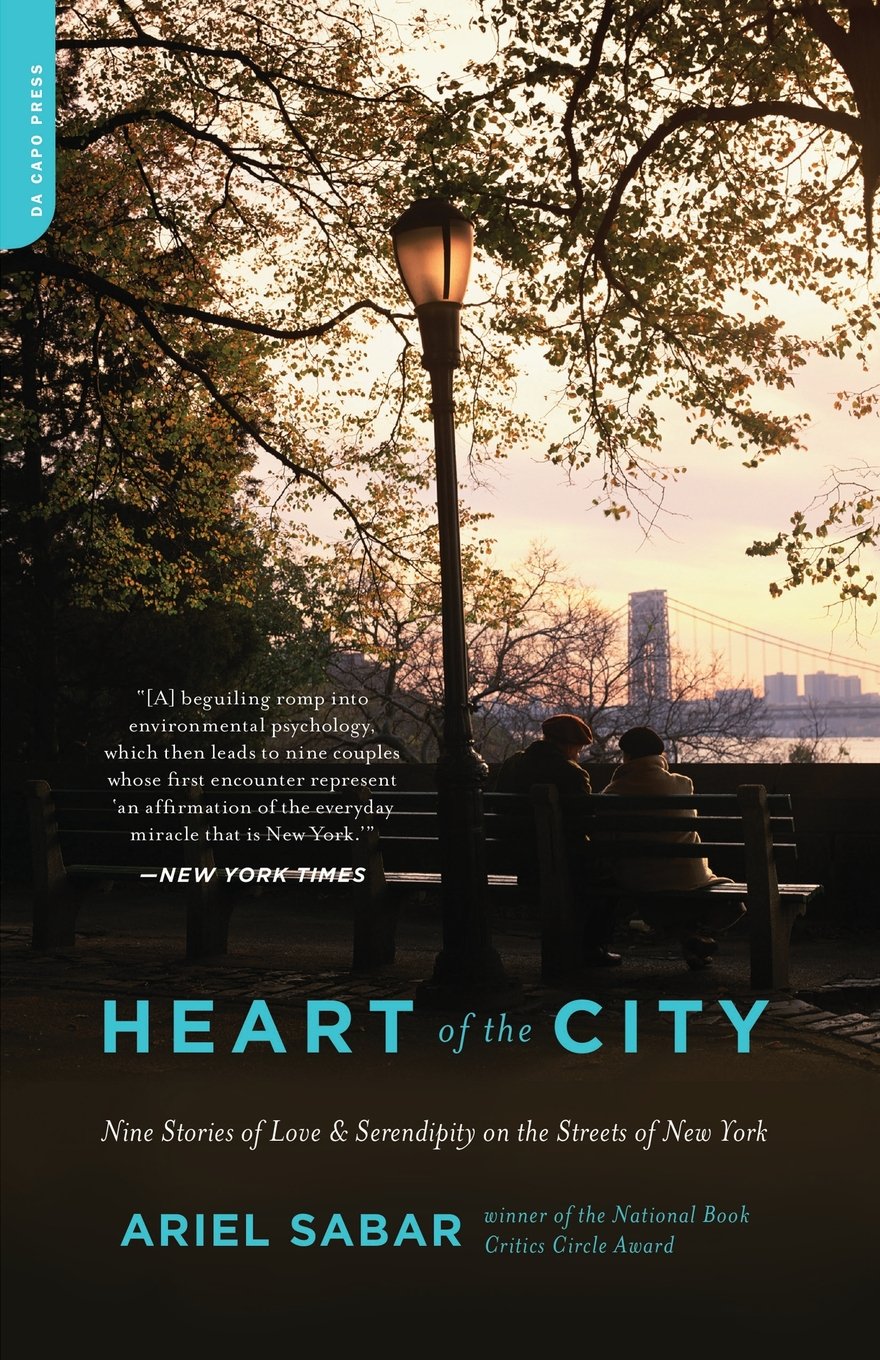 DA CAPO PRESS
"[A] beguiling romp into
environmental psychology,
which then leads to nine couples
whose first encounter represent
'an affirmation of the everyday
miracle that is New York.'"
—NEW YORK TIMES
HEART of the CITY
Nine Stories of Love & Serendipity on the Streets of New York
ARIEL SABAR
winner of the National Book
Critics Circle Award